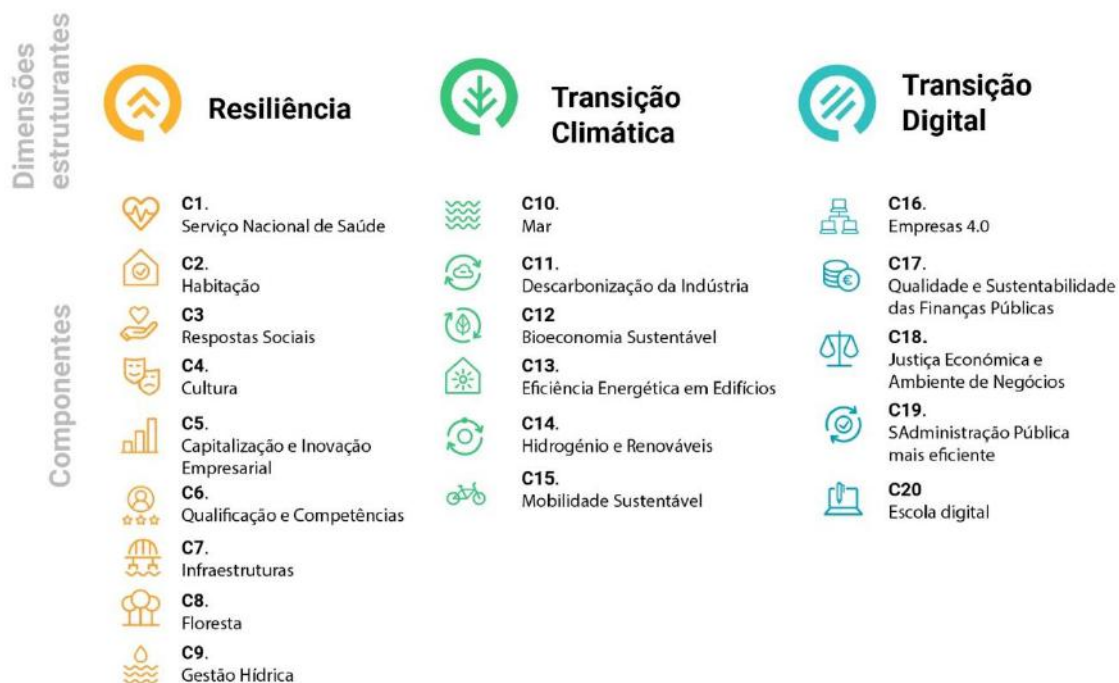 Dimensões
estruturantes
Resiliência
Transição
Climática
Transição
Digital
Componentes
C1.
Serviço Nacional de Saúde
C2.
Habitação
C3
Respostas Sociais
C4.
Cultura
C5.
Capitalização e Inovação
Empresarial
C6.
Qualificação e Competências
C7.
Infraestruturas
C8.
Floresta
C9.
Gestão Hídrica
C10.
Mar
C11.
Descarbonização da Indústria
C12
Bioeconomia Sustentável
C13.
Eficiência Energética em Edifícios
C14.
Hidrogénio e Renováveis
C15.
Mobilidade Sustentável
C16.
Empresas 4.0
C17.
Qualidade e Sustentabilidade
das Finanças Públicas
C18.
Justiça Económica e
Ambiente de Negócios
C19.
SAdministração Pública
mais eficiente
C20
Escola digital